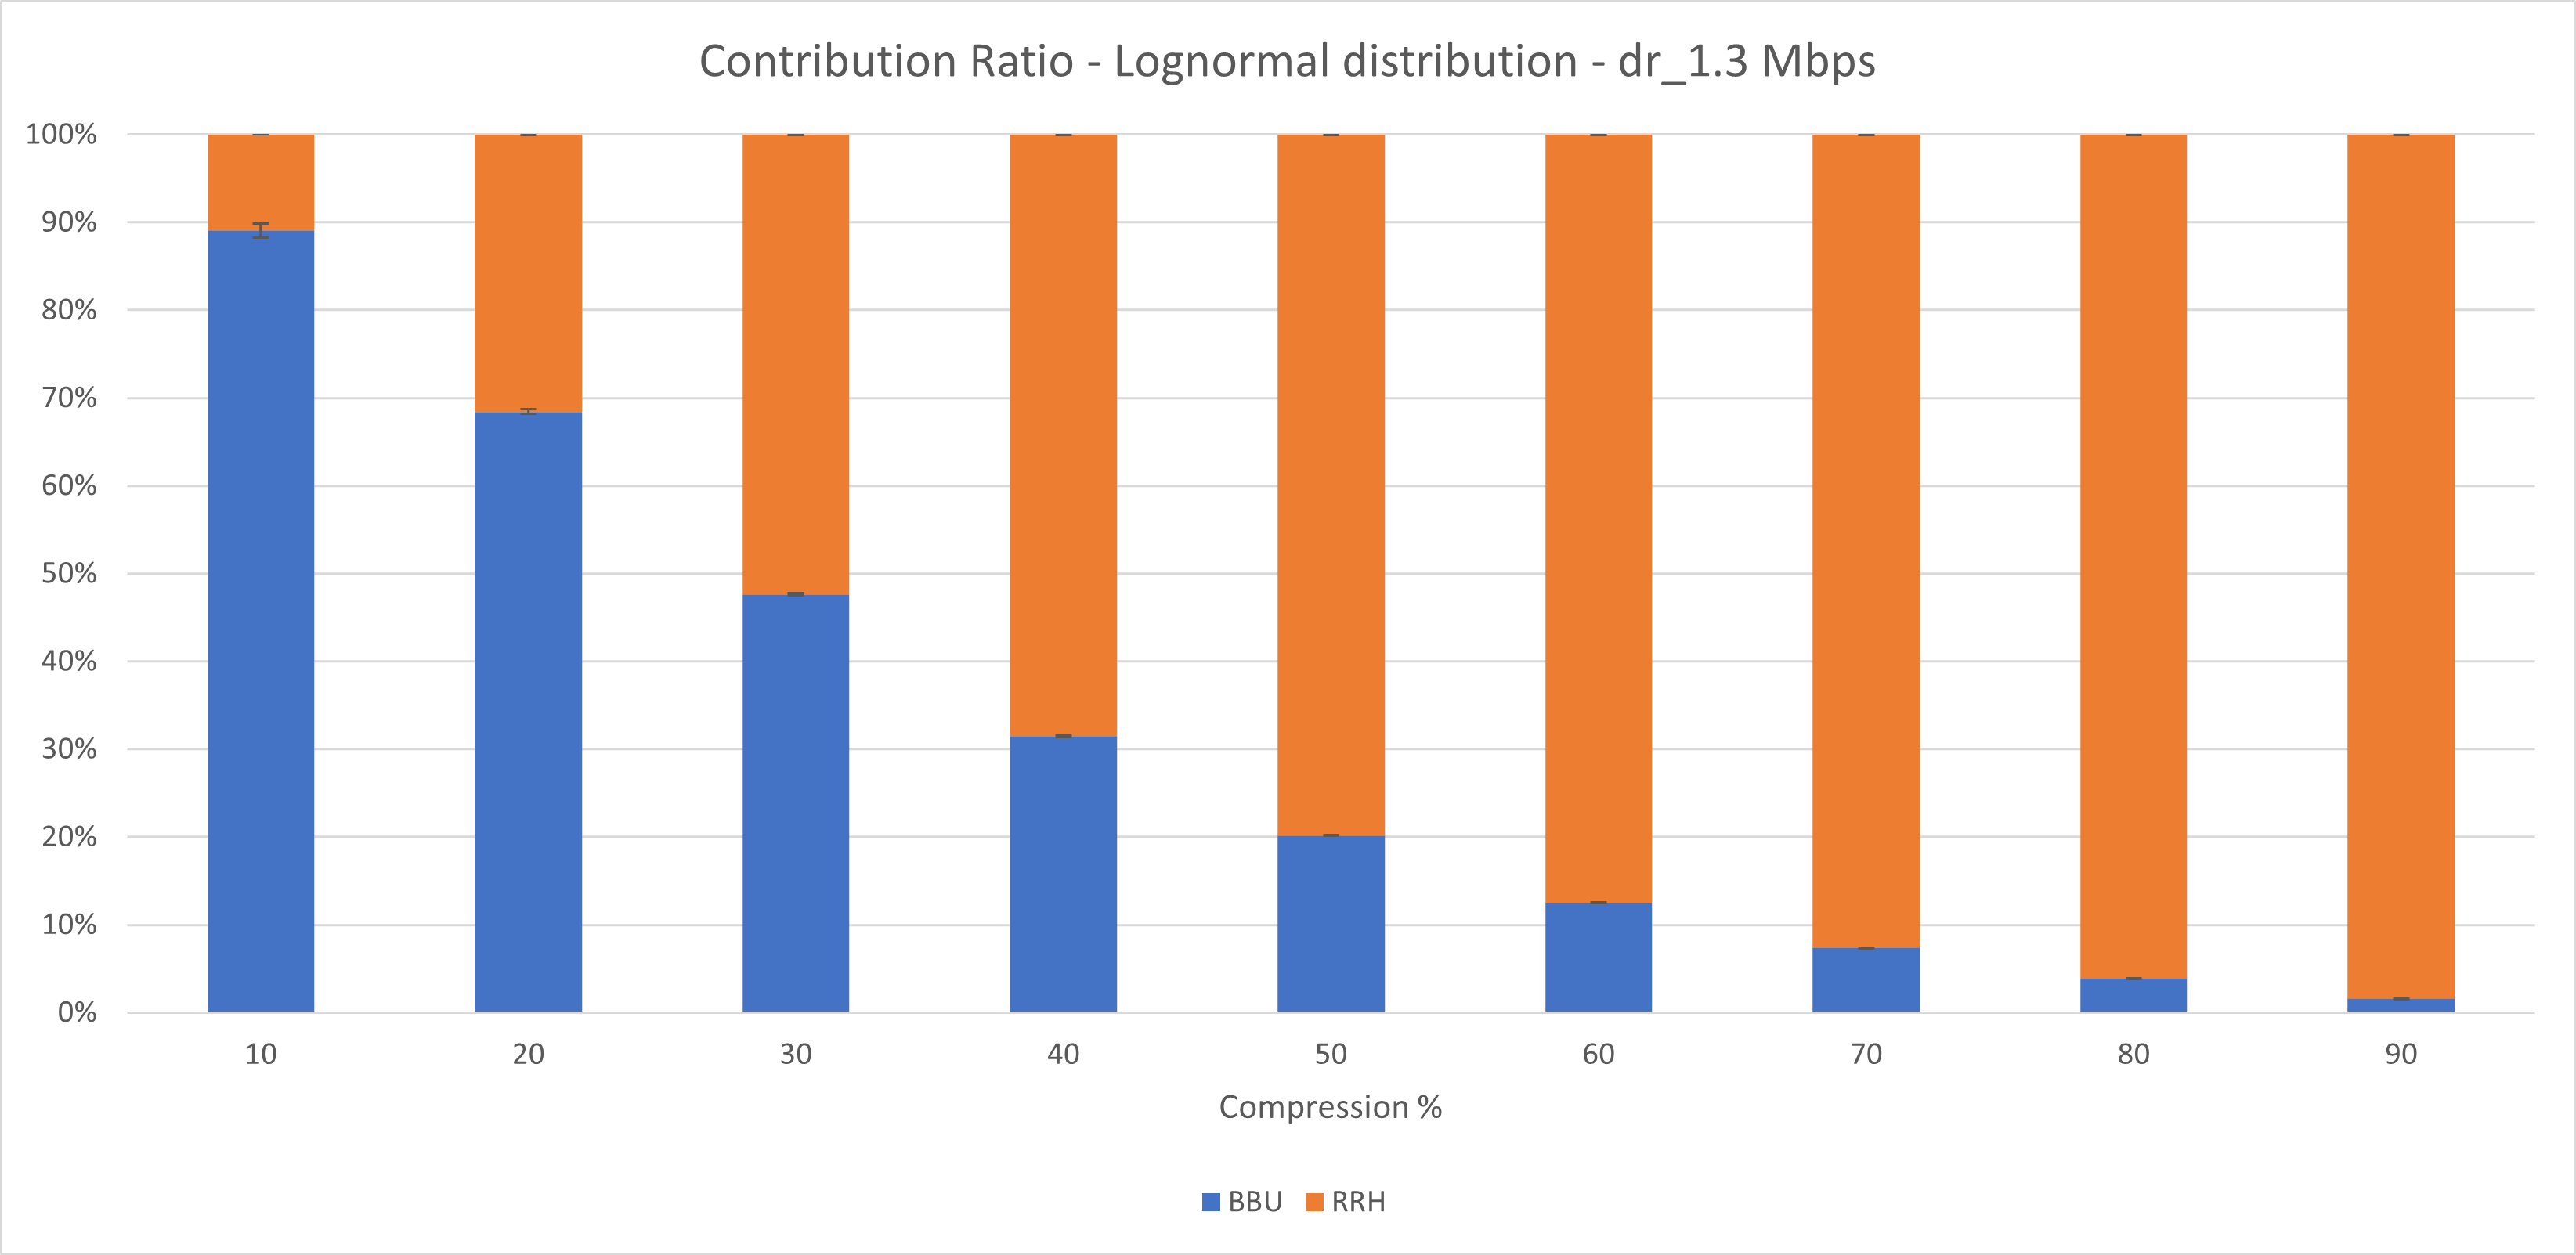 Contribution Ratio - Lognormal distribution - dr_1.3 Mbps
100%
90%
80%
70%
60%
50%
40%
30%
20%
10%
0%
10 20 30 40 50 60 70 80 90
Compression %
BBU RRH